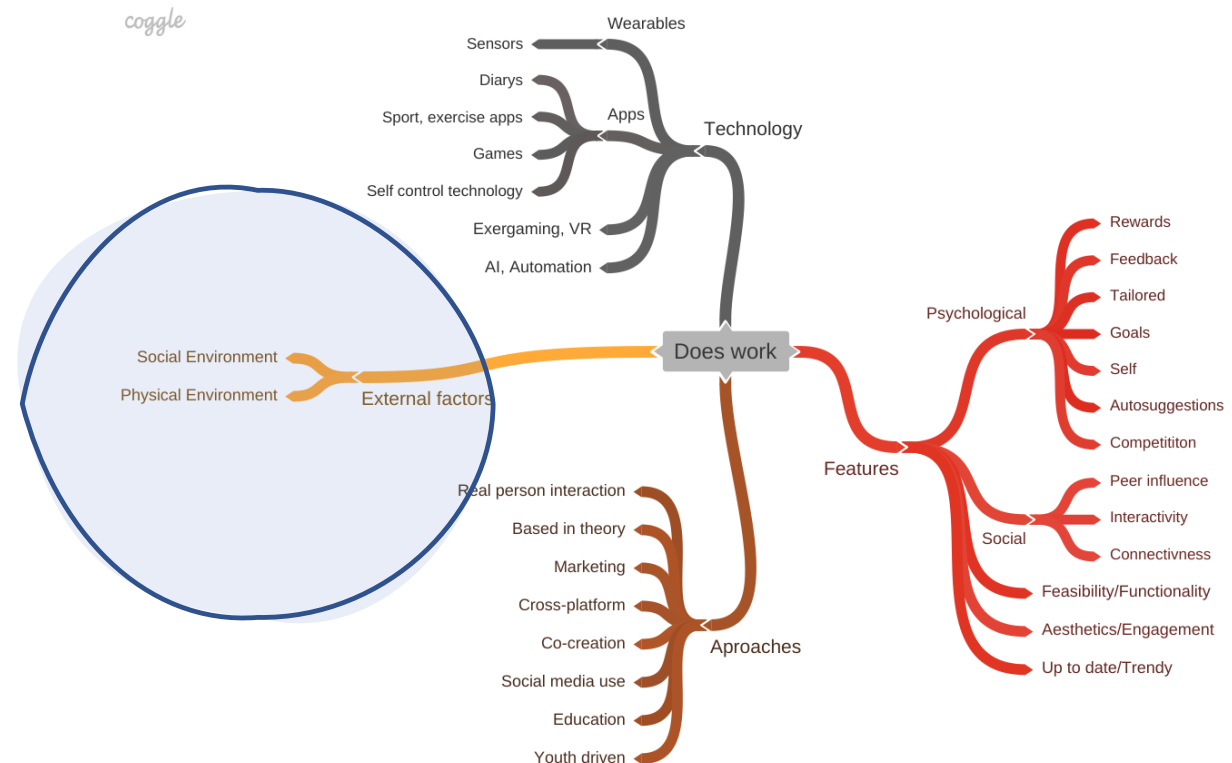 coggle
Wearables
Sensors
Diarys
Sport, exercise apps
Apps
Games
Self control technology
Technology
Exergaming, VR
AI, Automation
Social Environment
Physical Environment
External factors
Does work
Real person interaction
Based in theory
Marketing
Cross-platform
Co-creation
Social media use
Education
Youth driven
Aproaches
Features
Psychological
Rewards
Feedback
Tailored
Goals
Self
Autosuggestions
Competititon
Social
Peer influence
Interactivity
Connectivness
Feasibility/Functionality
Aesthetics/Engagement
Up to date/Trendy